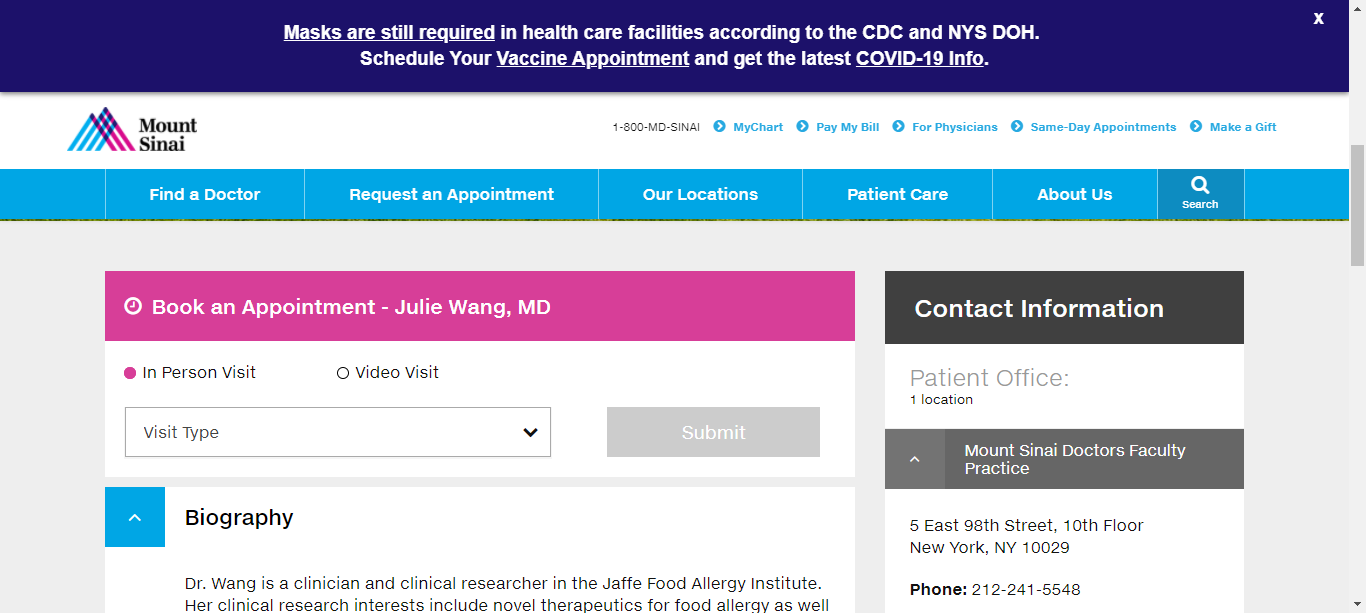 Masks are still required in health care facilities according to the CDC and NYS DOH.
Schedule Your Vaccine Appointment and get the latest COVID-19 Info.
X
Mount
Sinai
1-800-MD-SINAI MyChart Pay My Bill For Physicians Same-Day Appointments Make a Gift
Find a Doctor Request an Appointment Our Locations Patient Care About Us Search
Book an Appointment - Julie Wang, MD
In Person Visit Video Visit
Visit Type Submit
Biography
Dr. Wang is a clinician and clinical researcher in the Jaffe Food Allergy Institute.
Her clinical research interests include novel therapeutics for food allergy as well
Contact Information
Patient Office:
1 location
Mount Sinai Doctors Faculty
Practice
5 East 98th Street, 10th Floor
New York, NY 10029
Phone: 212-241-5548